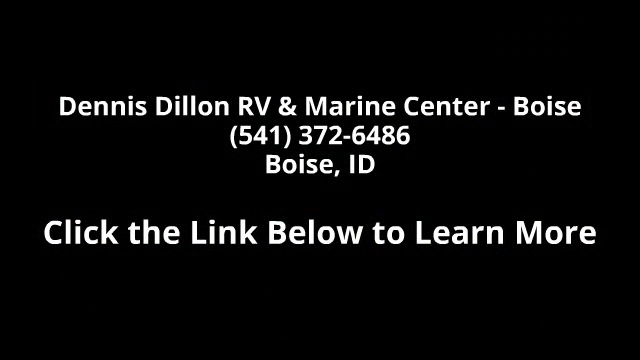 Dennis Dillon RV & Marine Center - Boise
(541) 372-6486
Boise, ID
Click the Link Below to Learn More